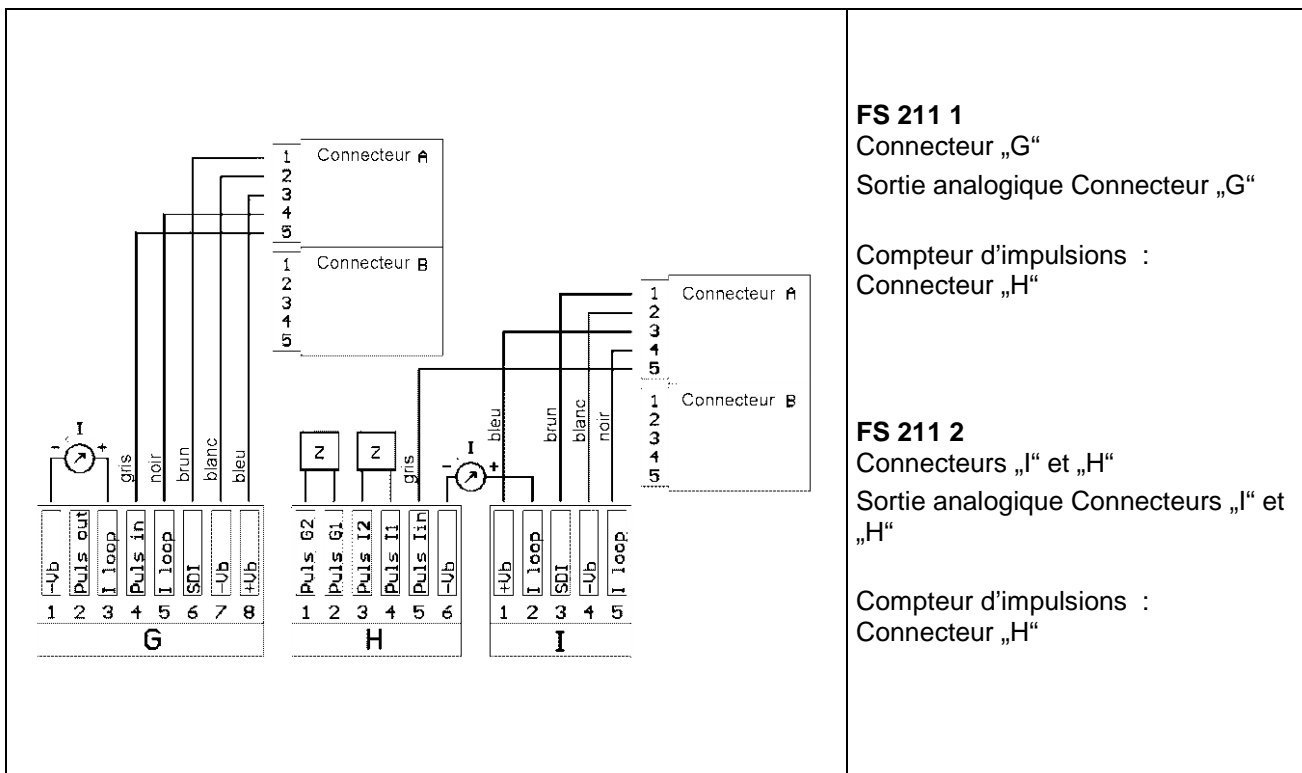 1 Connecteur A
2
3
4
5
1 Connecteur B
2
3
4
5
1 Connecteur A
2
3
4
5
1 Connecteur B
2
3
4
5
I
- +
gris
noir
brun
blanc
bleu
Z
Z
gris
I
- +
bleu
brun
blanc
noir
-Vb
Puls out
I loop
Puls in
I loop
SDI
-Vb
+Vb
1 2 3 4 5 6 7 8
G
Puls G2
Puls G1
Puls I2
Puls I1
Puls Iin
-Vb
1 2 3 4 5 6
H
+Vb
I loop
SDI
-Vb
I loop
1 2 3 4 5
I
FS 211 1
Connecteur „G“
Sortie analogique Connecteur „G“
Compteur d’impulsions :
Connecteur „H“
FS 211 2
Connecteurs „I“ et „H“
Sortie analogique Connecteurs „I“ et
„H“
Compteur d’impulsions :
Connecteur „H“